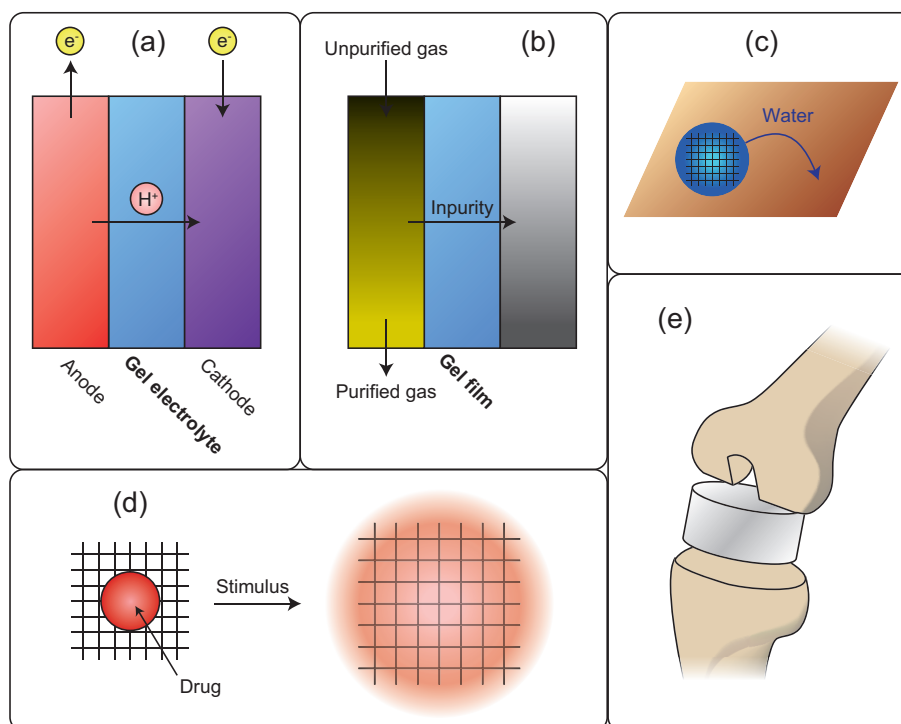 (a)
e-
e-
H+
Anode
Gel electrolyte
Cathode
(b)
Unpurified gas
Inpurity
Purified gas
Gel film
(c)
Water
(d)
Stimulus
Drug
(e)